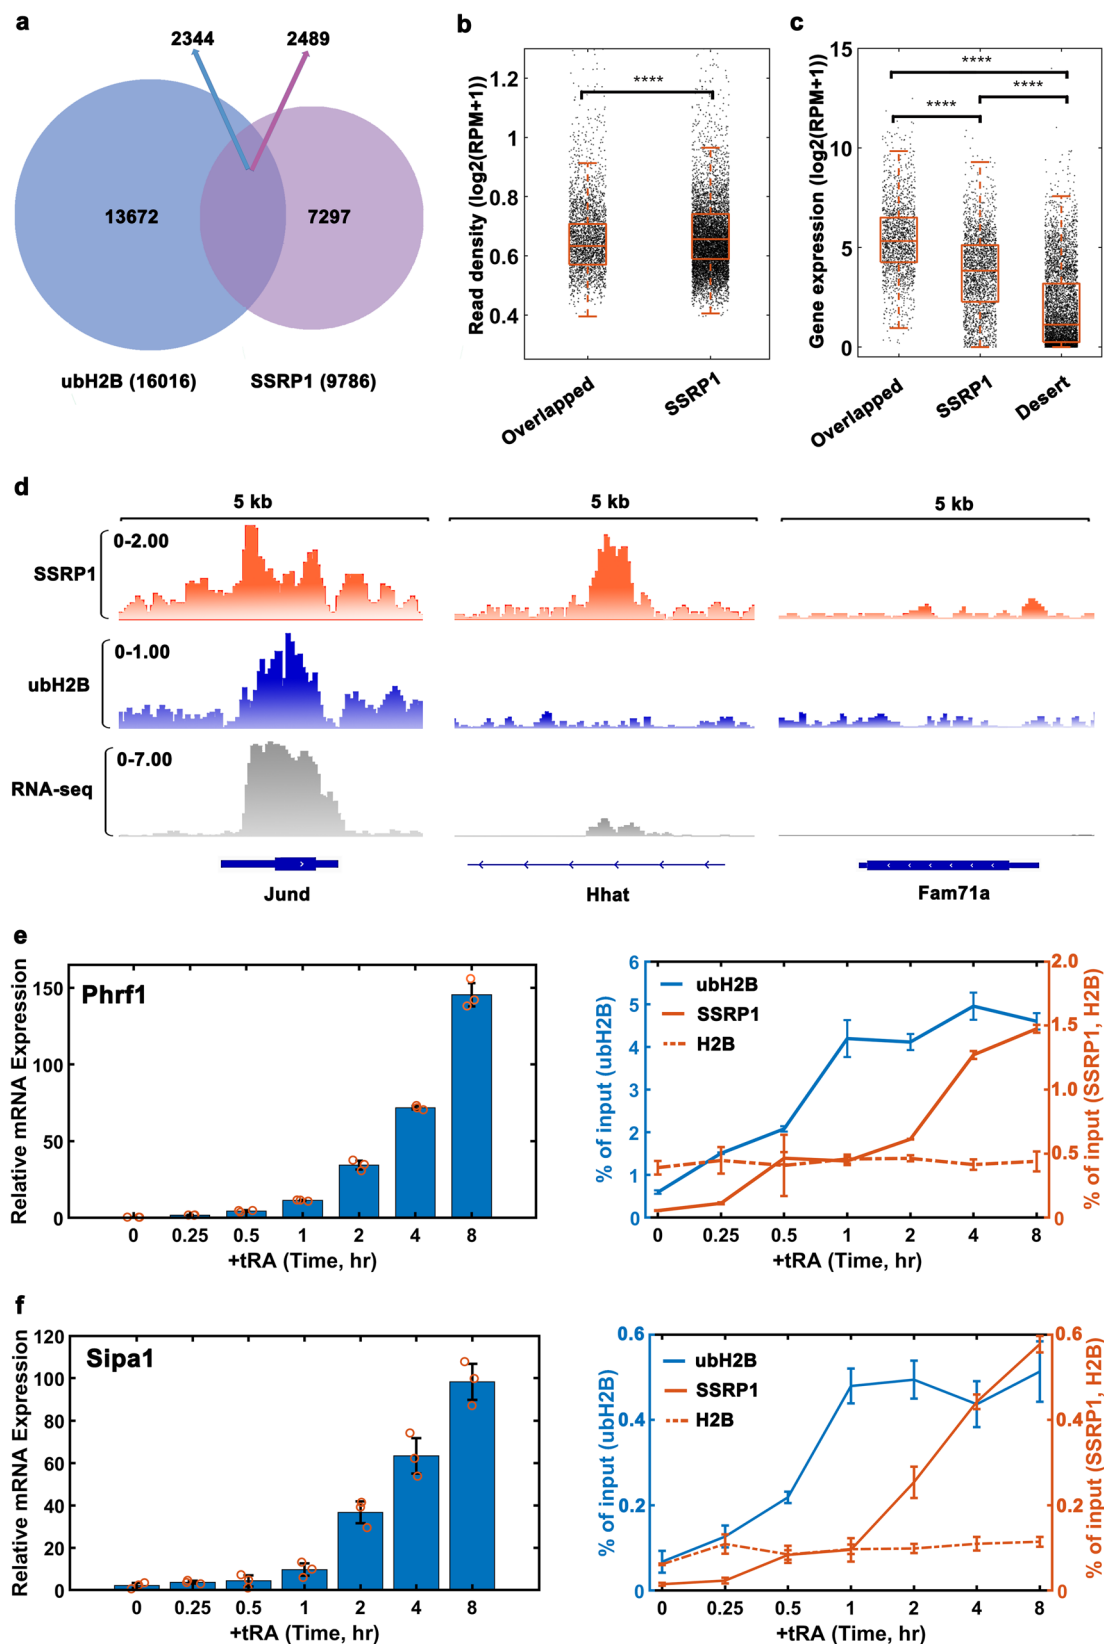 a
2344
2489
13672
7297
ubH2B (16016)
SSRP1 (9786)
b
Read density (log2(RPM+1))
1.2
1
0.8
0.6
0.4
****
Overlapped
SSRP1
c
Gene expression (log2(RPM+1))
15
10
5
0
****
**** ****
Overlapped
SSRP1
Desert
d
5 kb
5 kb
5 kb
SSRP1
0-2.00
ubH2B
0-1.00
RNA-seq
0-7.00
Jund
Hhat
Fam71a
e
Relative mRNA Expression
150
100
50
0
Phrf1
0 0.25 0.5 1 2 4 8
+tRA (Time, hr)
% of input (ubH2B)
6
5
4
3
2
1
0
ubH2B
SSRP1
H2B
2.0
1.5
1.0
0.5
0
% of input (SSRP1, H2B)
0 0.25 0.5 1 2 4 8
+tRA (Time, hr)
f
Relative mRNA Expression
120
100
80
60
40
20
0
Sipa1
0 0.25 0.5 1 2 4 8
+tRA (Time, hr)
% of input (ubH2B)
0.6
0.4
0.2
0
ubH2B
SSRP1
H2B
0.6
0.4
0.2
0
% of input (SSRP1, H2B)
0 0.25 0.5 1 2 4 8
+tRA (Time, hr)